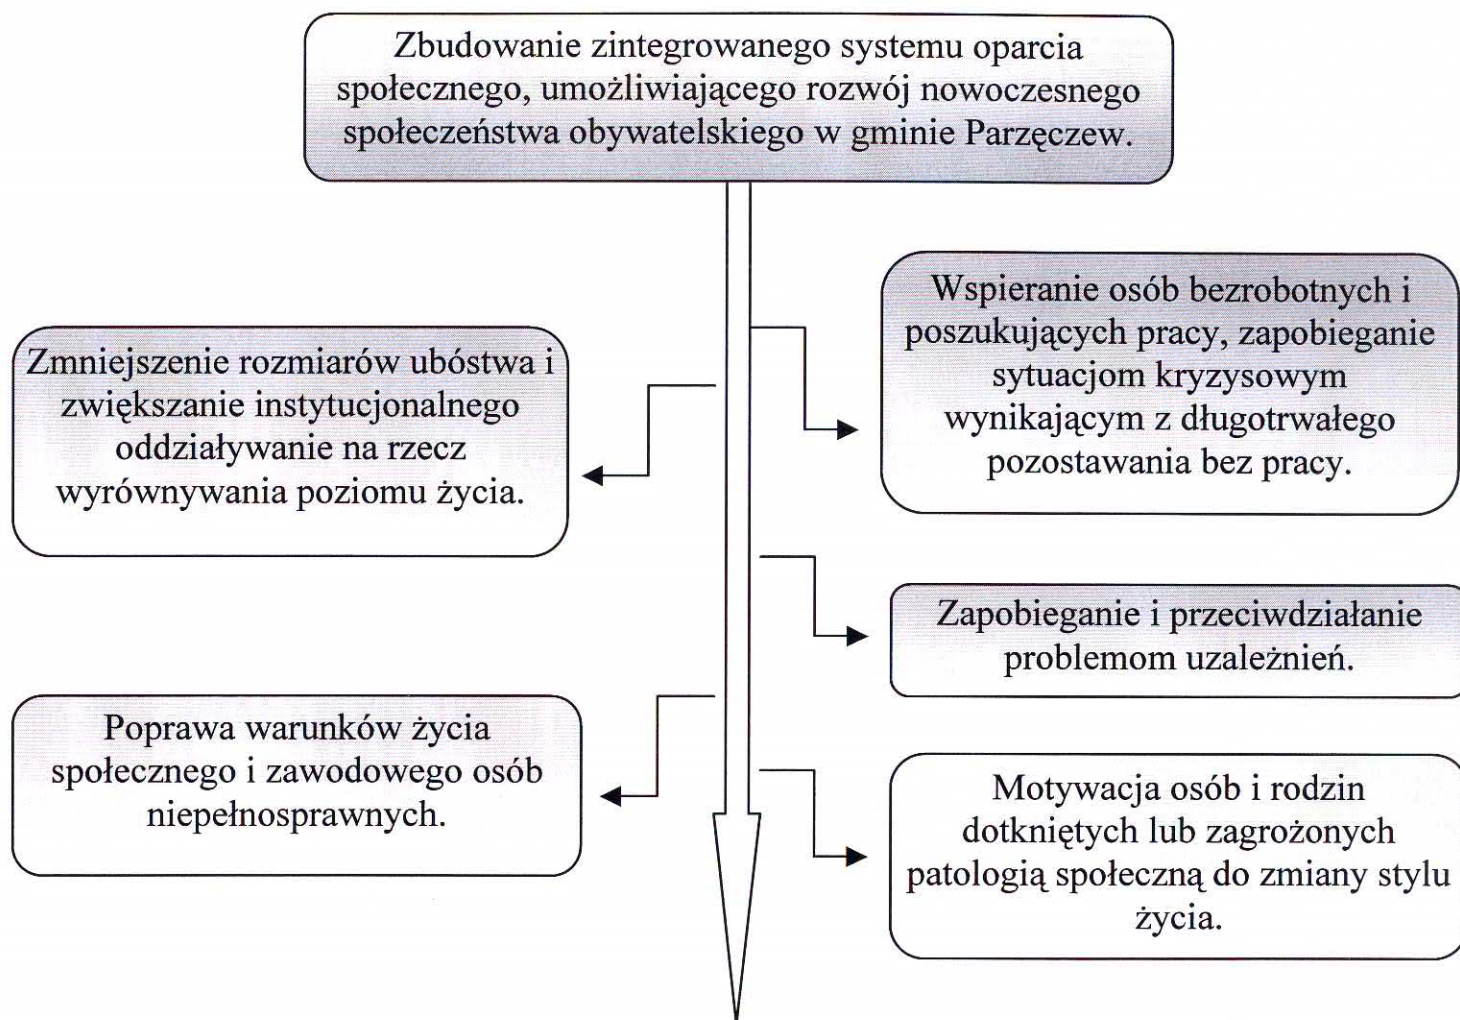 Zbudowanie zintegrowanego systemu oparcia
społecznego, umożliwiającego rozwój nowoczesnego
społeczeństwa obywatelskiego w gminie Parzęczew.
Zmniejszenie rozmiarów ubóstwa i
zwiększanie instytucjonalnego
oddziaływanie na rzecz
wyrównywania poziomu życia.
Wspieranie osób bezrobotnych i
poszukujących pracy, zapobieganie
sytuacjom kryzysowym
wynikającym z długotrwałego
pozostawania bez pracy.
Zapobieganie i przeciwdziałanie
problemom uzależnień.
Poprawa warunków życia
społecznego i zawodowego osób
niepełnosprawnych.
Motywacja osób i rodzin
dotkniętych lub zagrożonych
patologią społeczną do zmiany stylu
życia.